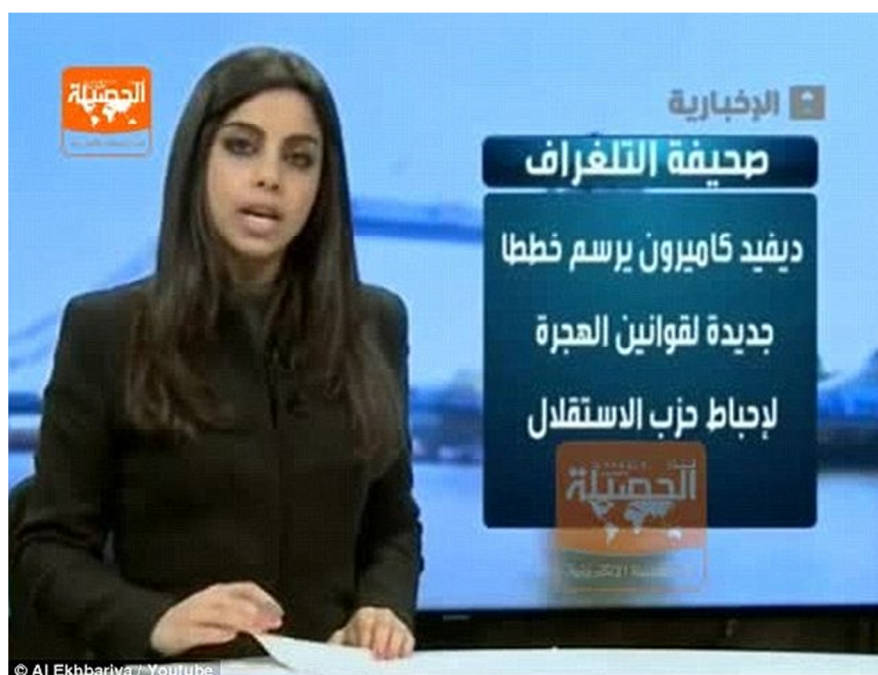 الحصيلة
الإخبارية
صحيفة التلغراف
ديفيد كاميرون يرسم خططا
جديدة لقوانين الهجرة
لإحباط حزب الاستقلال
الحصيلة
© Al Ekhbariya / Youtube